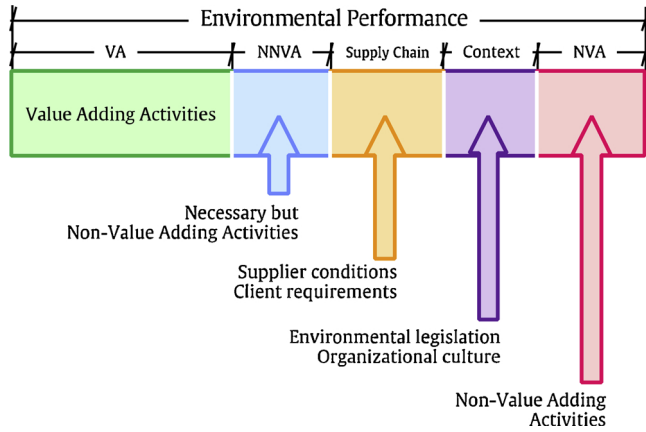 Environmental Performance
VA
NNVA
Supply Chain
Context
NVA
Value Adding Activities
Necessary but
Non-Value Adding Activities
Supplier conditions
Client requirements
Environmental legislation
Organizational culture
Non-Value Adding
Activities